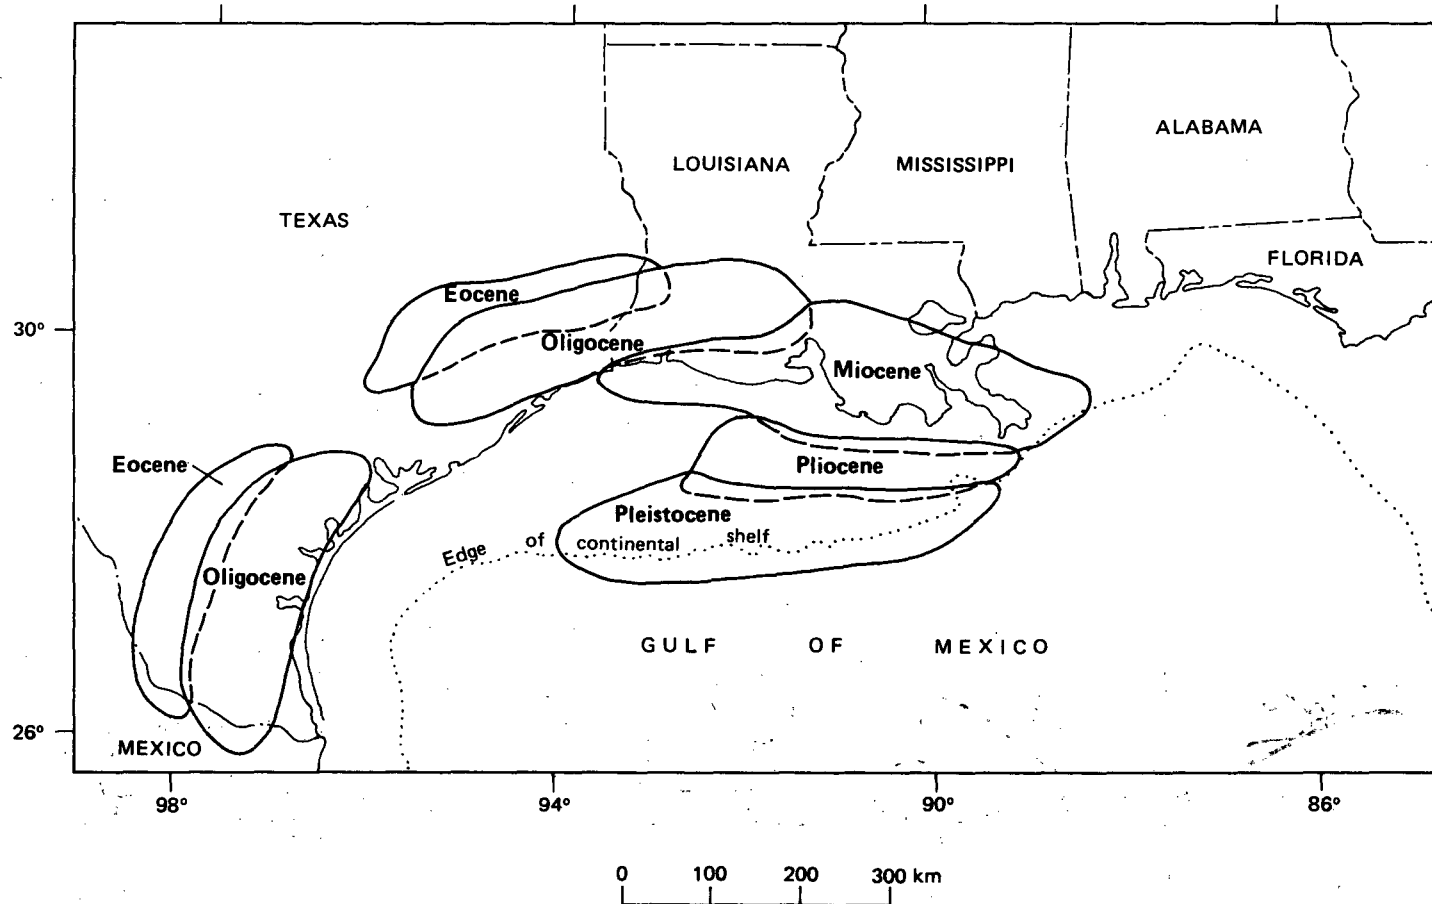 ALABAMA
LOUISIANA
MISSISSIPPI
TEXAS
FLORIDA
Eocene
30°
Oligocene
Miocene
Eocene
Pliocene
Pleistocene
Edge of continental shelf
Oligocene
GULF OF MEXICO
26°
MEXICO
98° 94° 90° 86°
0 100 200 300 km